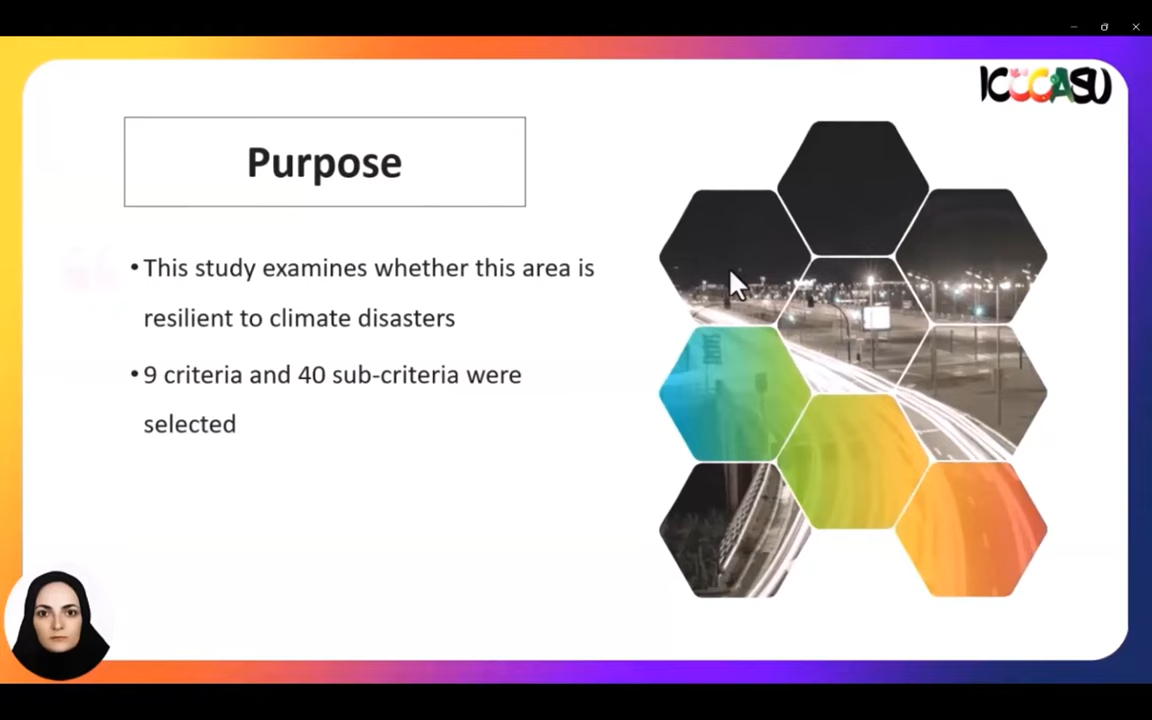 ICCCASU
Purpose
• This study examines whether this area is
resilient to climate disasters
• 9 criteria and 40 sub-criteria were
selected